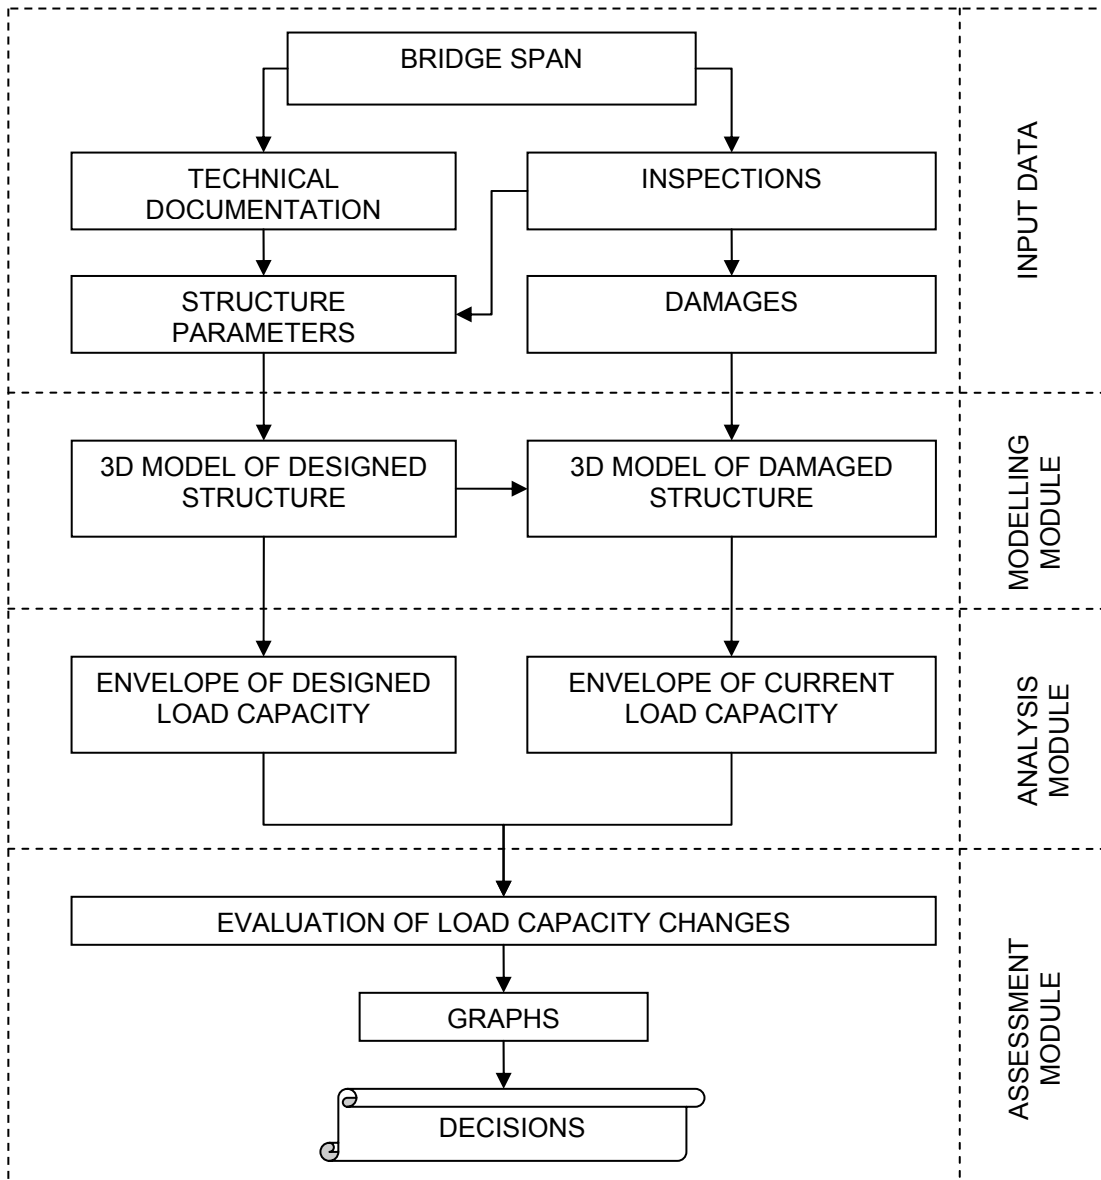 BRIDGE SPAN
TECHNICAL
DOCUMENTATION
INSPECTIONS
STRUCTURE
PARAMETERS
DAMAGES
INPUT DATA
3D MODEL OF DESIGNED
STRUCTURE
3D MODEL OF DAMAGED
STRUCTURE
MODELLING
MODULE
ENVELOPE OF DESIGNED
LOAD CAPACITY
ENVELOPE OF CURRENT
LOAD CAPACITY
ANALYSIS
MODULE
EVALUATION OF LOAD CAPACITY CHANGES
GRAPHS
DECISIONS
ASSESSMENT
MODULE